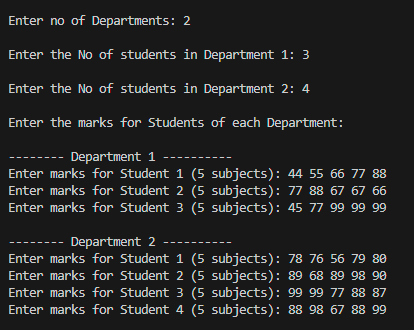 Enter no of Departments: 2
Enter the No of students in Department 1: 3
Enter the No of students in Department 2: 4
Enter the marks for Students of each Department:
-------- Department 1 ----------
Enter marks for Student 1 (5 subjects): 44 55 66 77 88
Enter marks for Student 2 (5 subjects): 77 88 67 67 66
Enter marks for Student 3 (5 subjects): 45 77 99 99 99
-------- Department 2 ----------
Enter marks for Student 1 (5 subjects): 78 76 56 79 80
Enter marks for Student 2 (5 subjects): 89 68 89 98 90
Enter marks for Student 3 (5 subjects): 99 99 77 88 87
Enter marks for Student 4 (5 subjects): 88 98 67 88 99